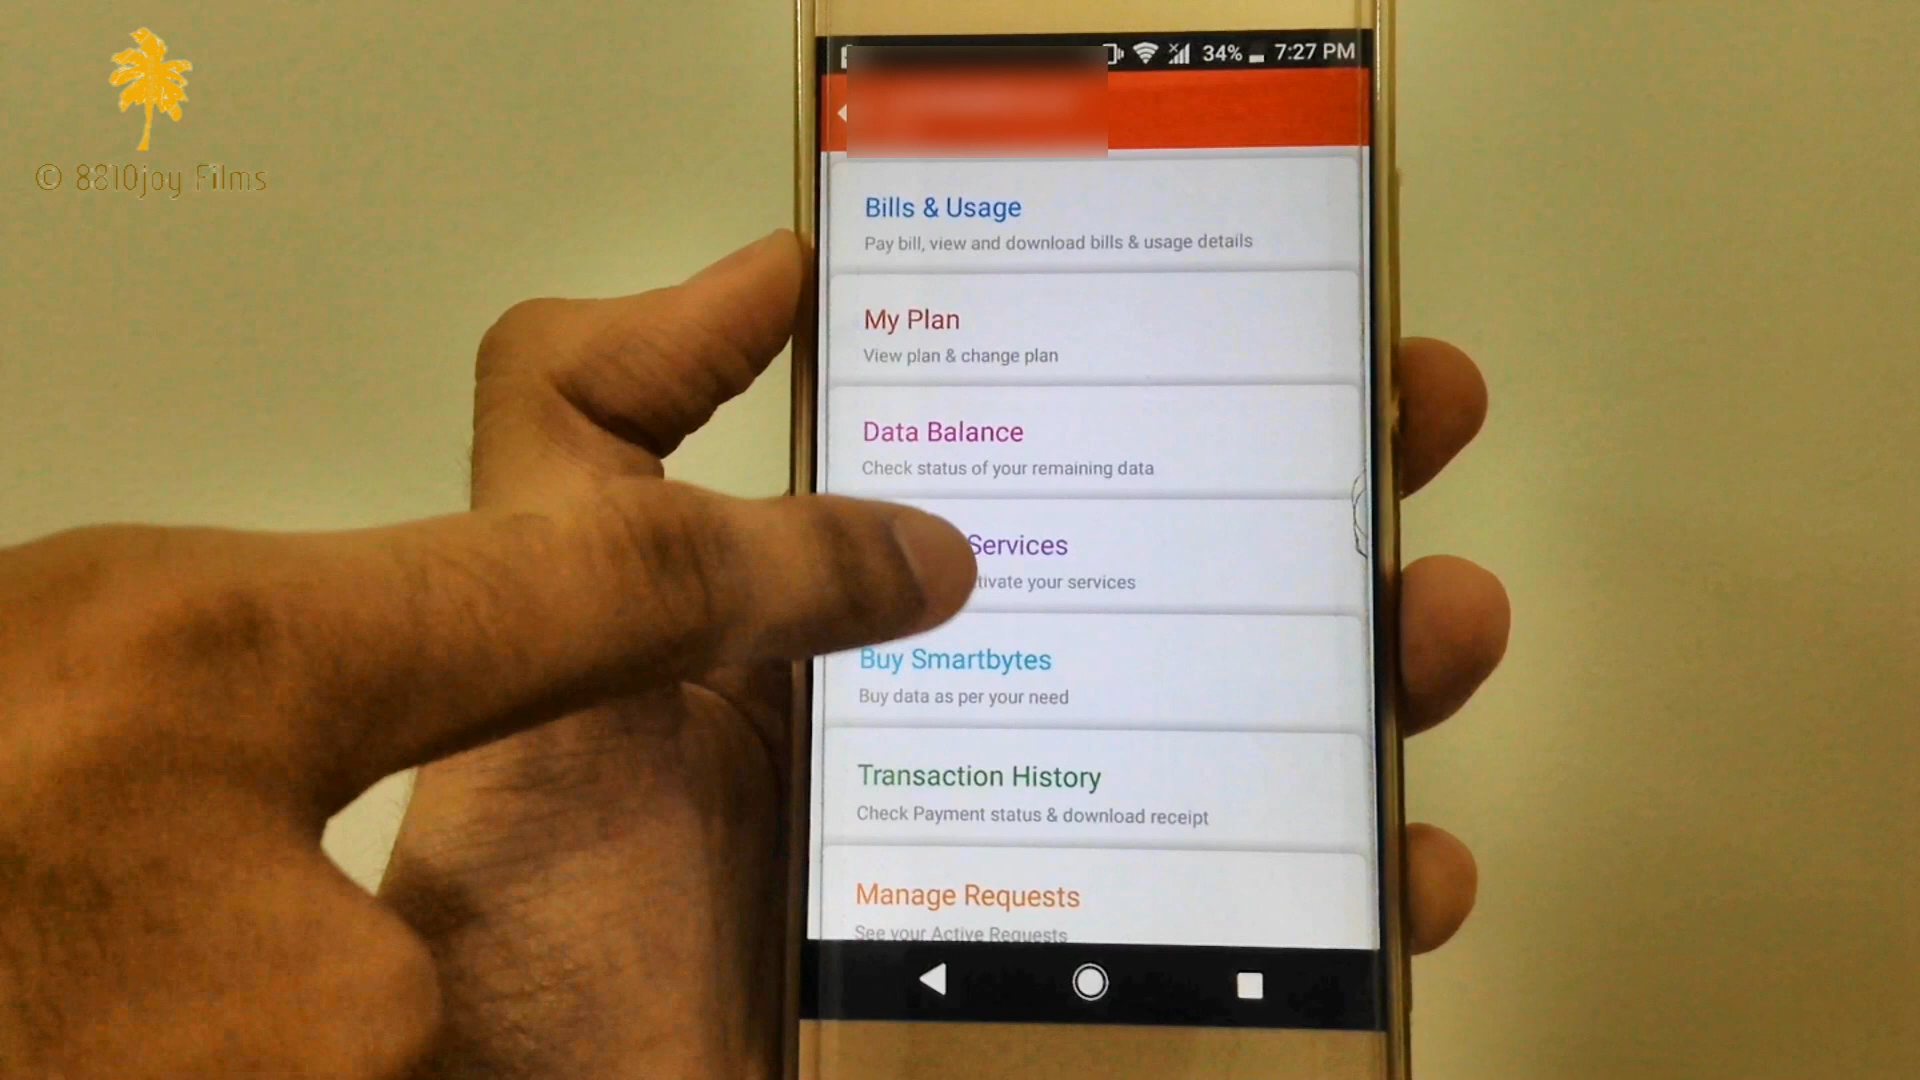 © 8810joy Films
34% 7:27 PM
Bills & Usage
Pay bill, view and download bills & usage details
My Plan
View plan & change plan
Data Balance
Check status of your remaining data
Services
your services
Buy Smartbytes
Buy data as per your need
Transaction History
Check Payment status & download receipt
Manage Requests
See your Active Requests